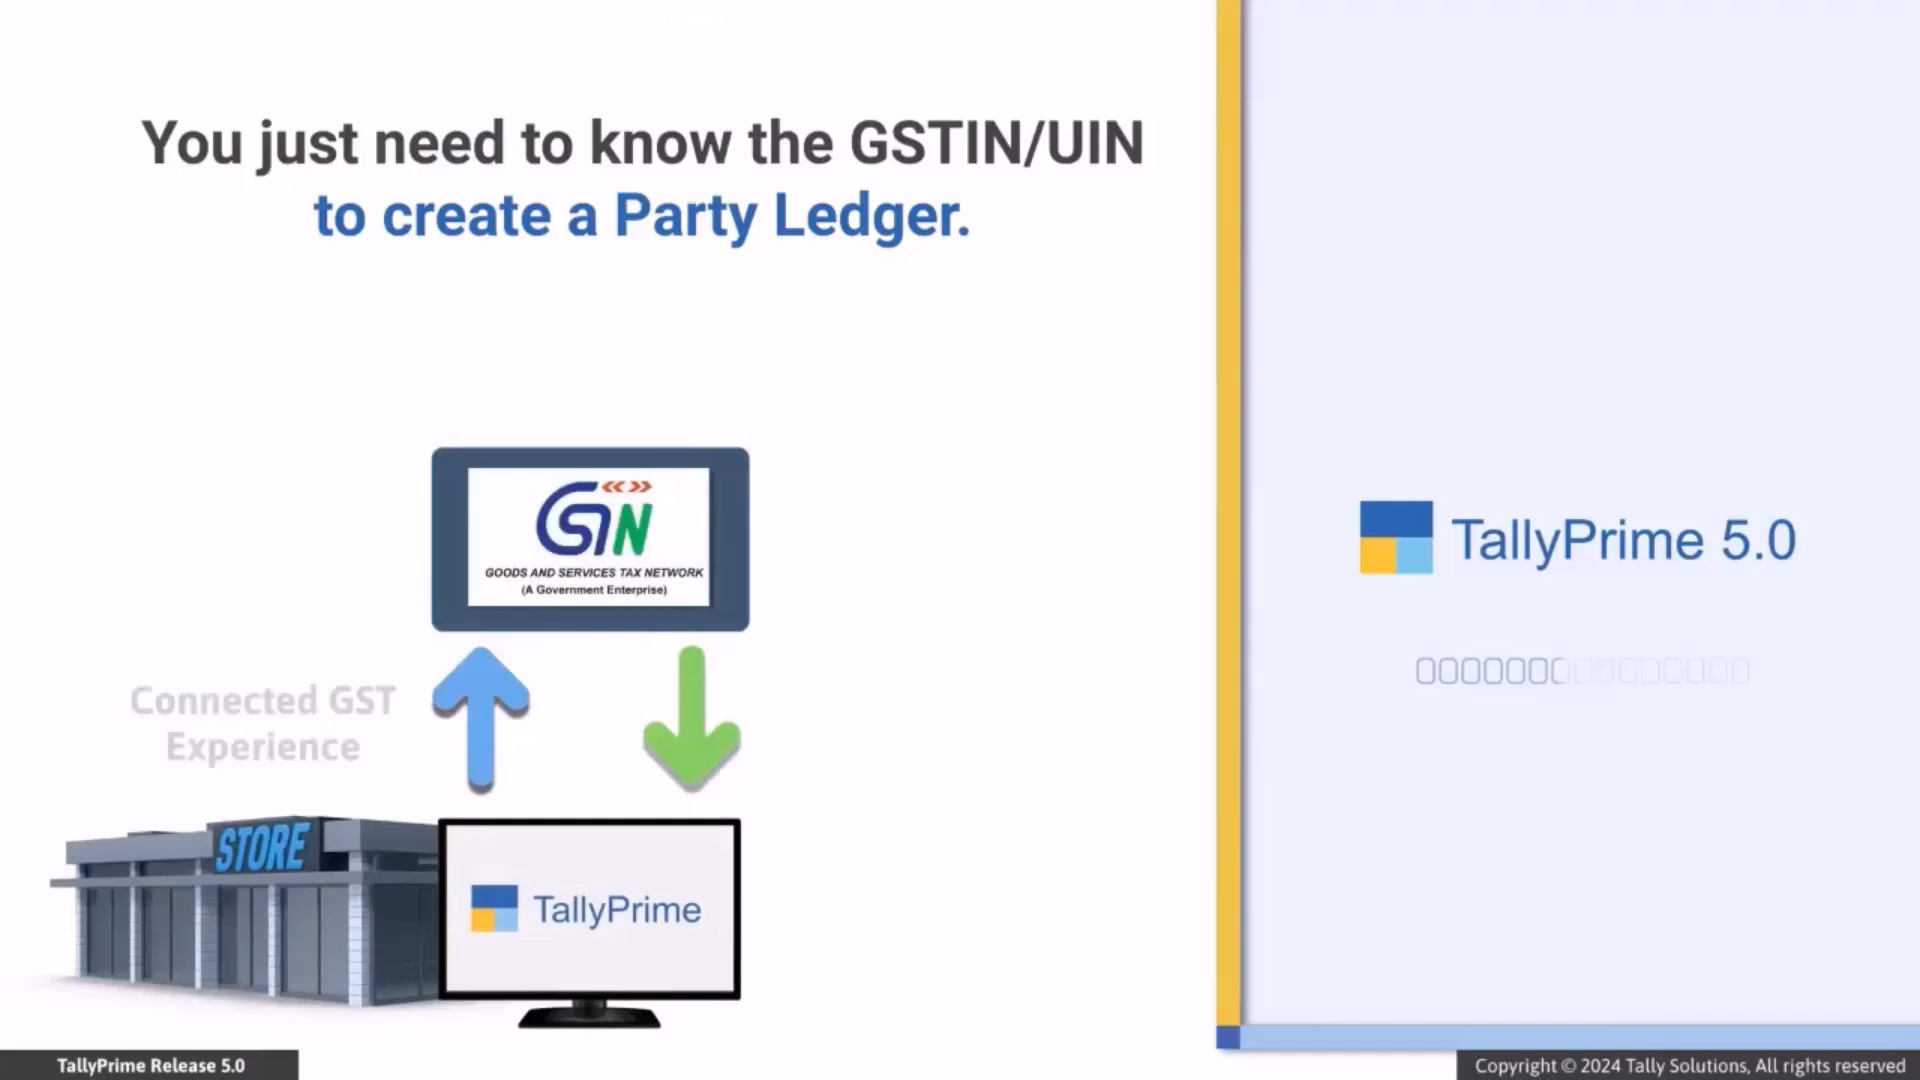 You just need to know the GSTIN/UIN
to create a Party Ledger.
GSTN
GOODS AND SERVICES TAX NETWORK
(A Government Enterprise)
TallyPrime 5.0
Connected GST
Experience
STORE
TallyPrime
TallyPrime Release 5.0
Copyright © 2024 Tally Solutions, All rights reserved